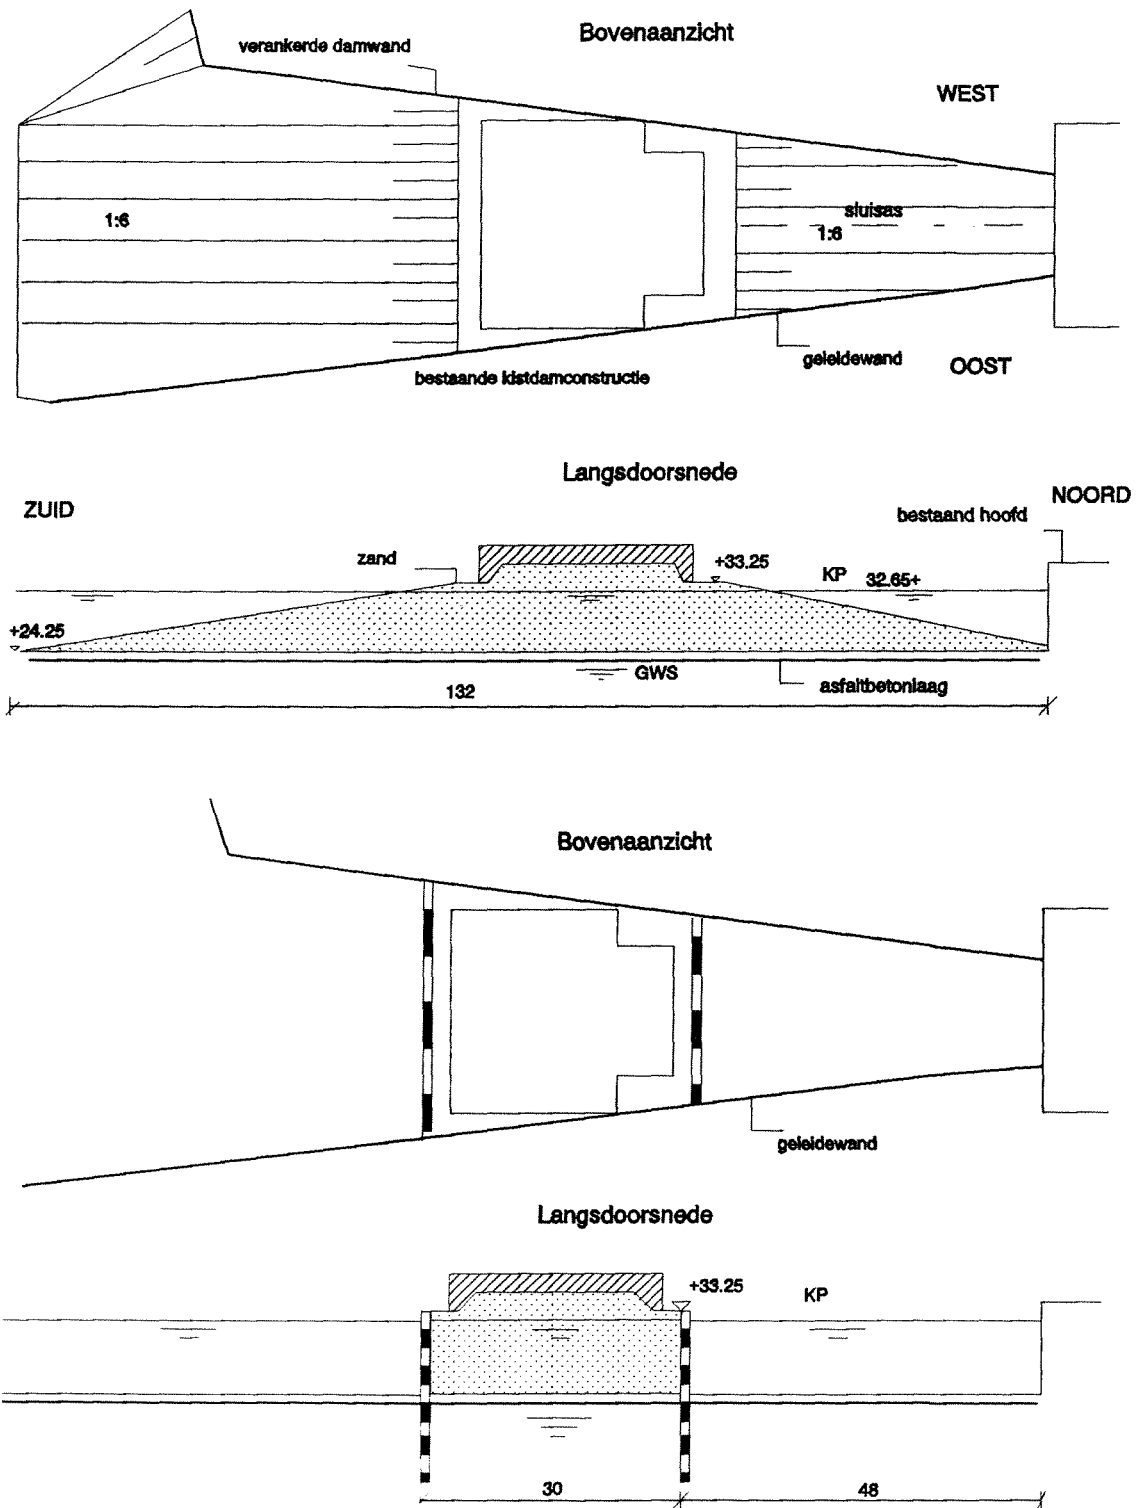 Bovenaanzicht
verankerde damwand
WEST
sluisas
1:6
1:6
geleidewand
OOST
bestaande kistdamconstructie
Langsdoorsnede
ZUID
NOORD
bestaand hoofd
zand
+33.25
KP
32.65+
+24.25
GWS
asfaltbetonlaag
132
Bovenaanzicht
geleidewand
Langsdoorsnede
+33.25
KP
30
48